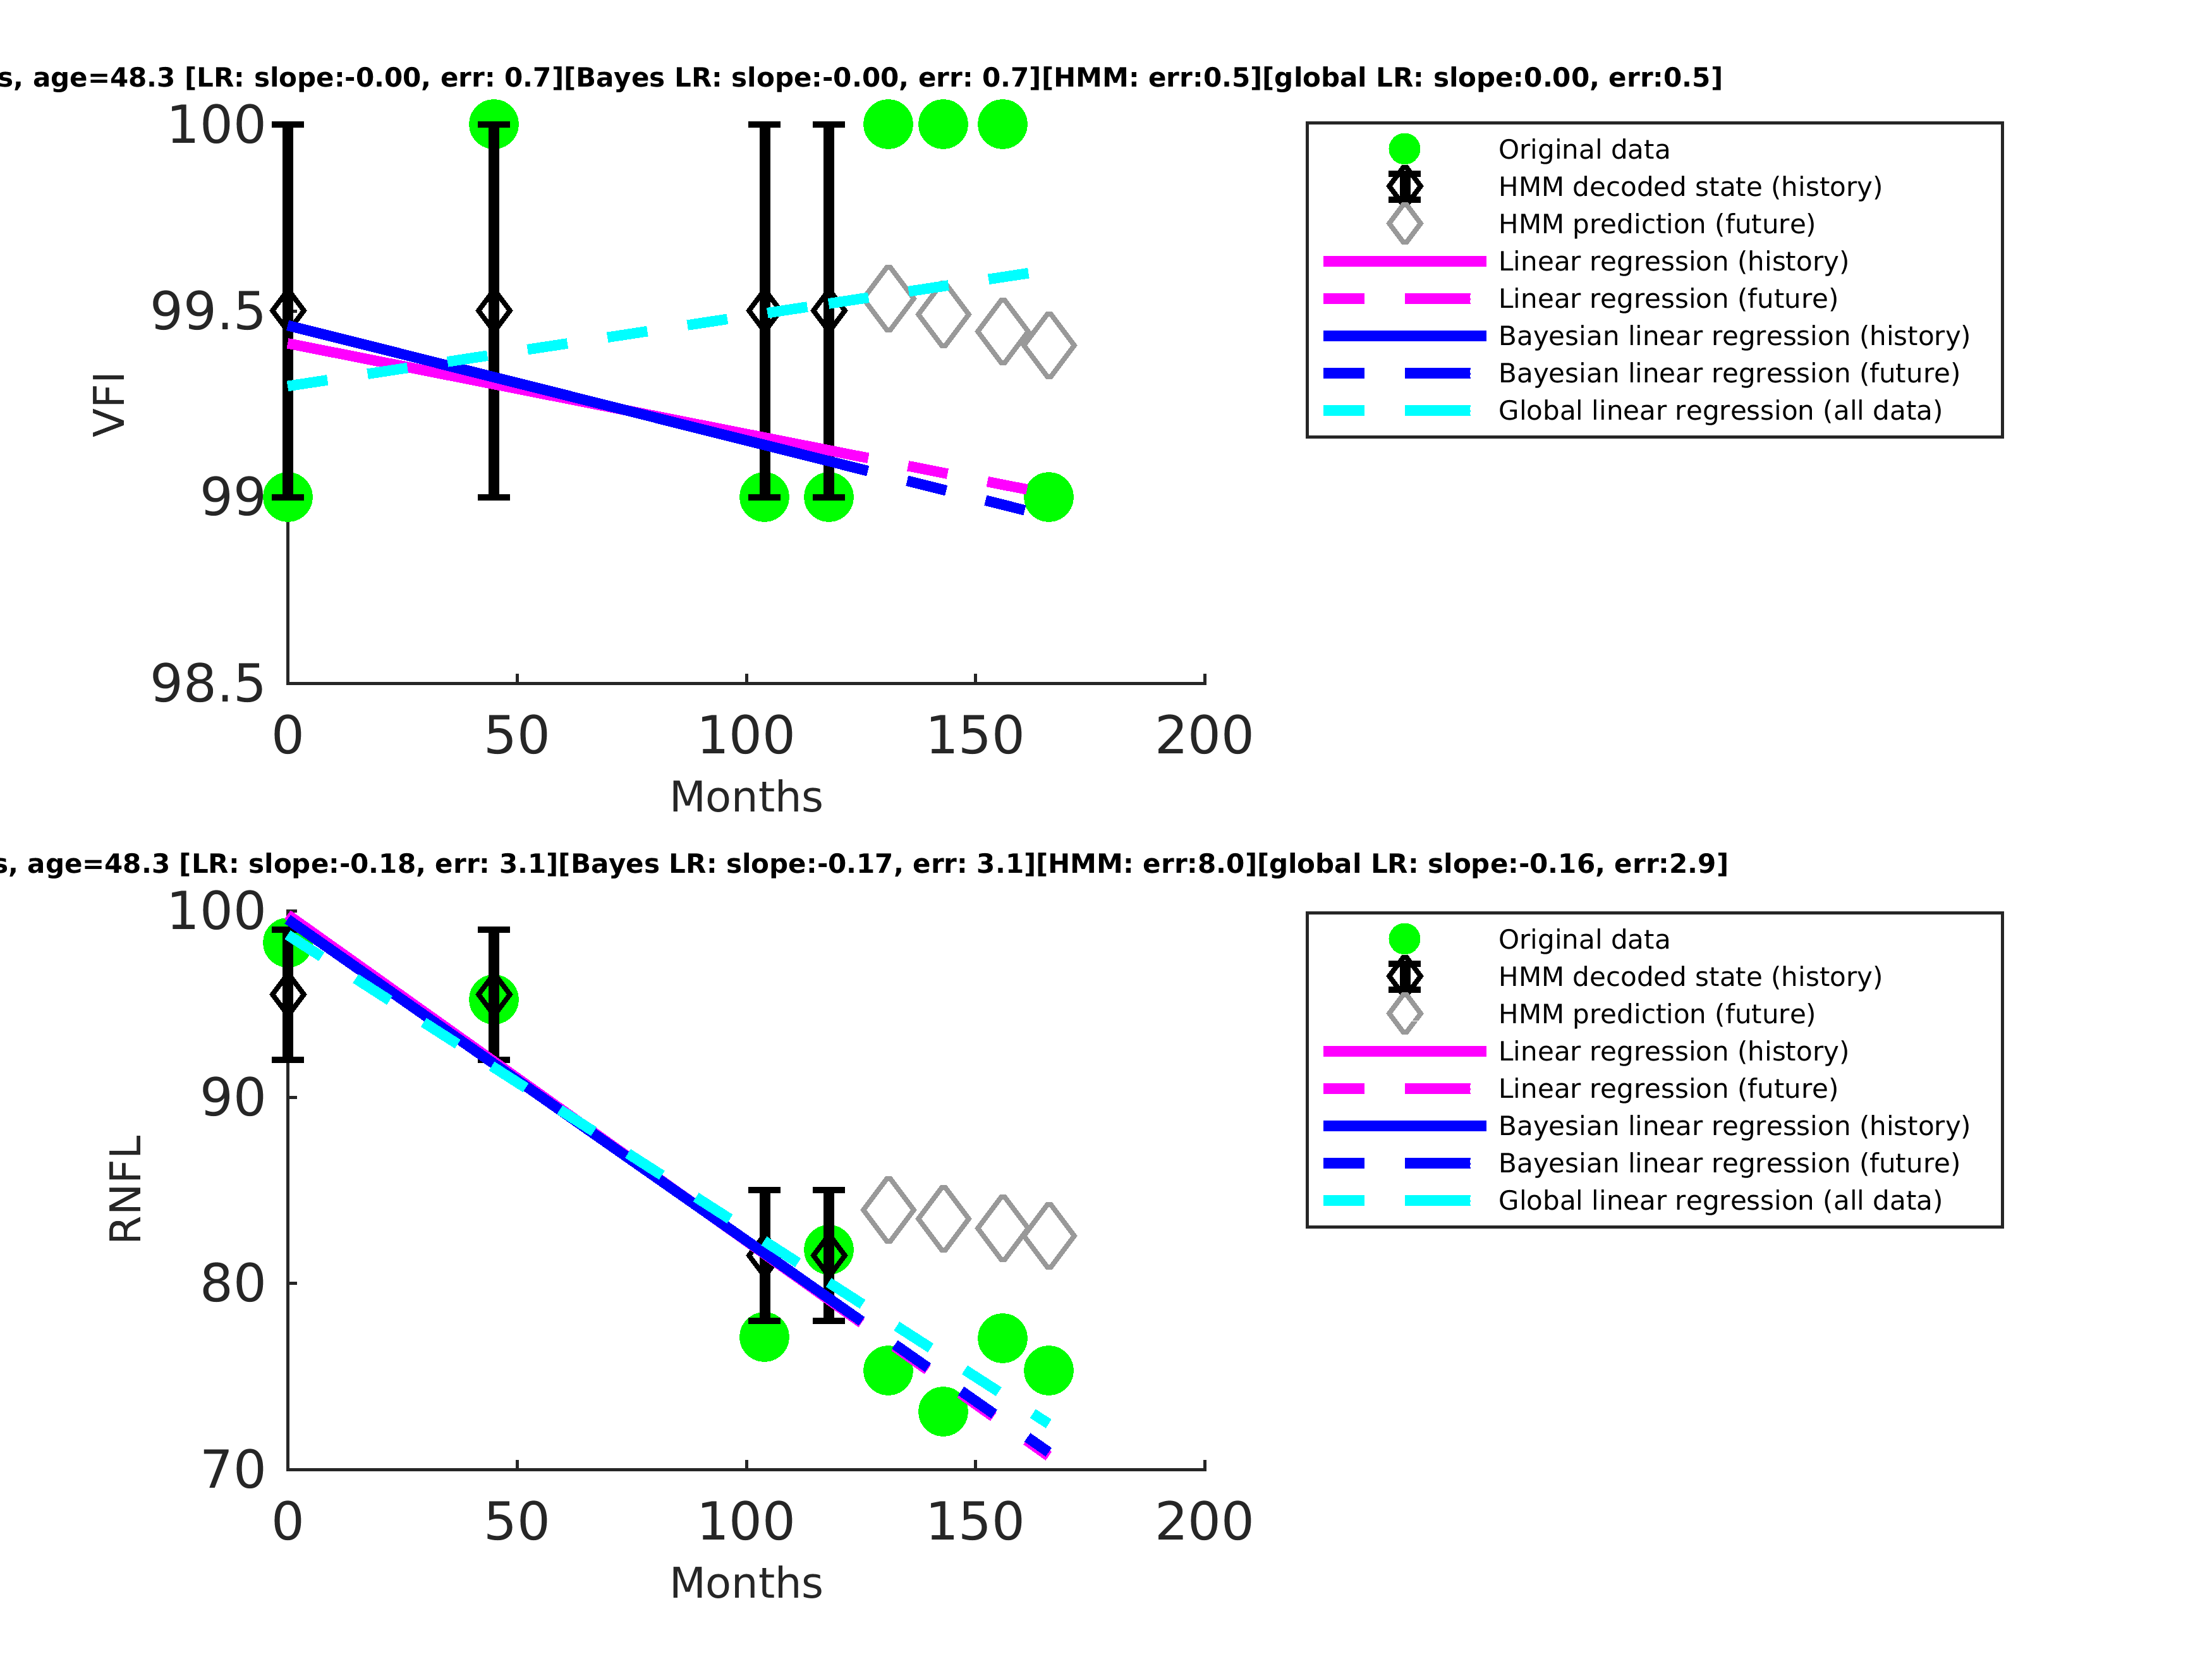 s, age=48.3 [LR: slope:-0.00, err: 0.7][Bayes LR: slope:-0.00, err: 0.7][HMM: err:0.5][global LR: slope:0.00, err:0.5]
100
99.5
99
98.5
VFI
0 50 100 150 200
Months
Original data
HMM decoded state (history)
HMM prediction (future)
Linear regression (history)
Linear regression (future)
Bayesian linear regression (history)
Bayesian linear regression (future)
Global linear regression (all data)
s, age=48.3 [LR: slope:-0.18, err: 3.1][Bayes LR: slope:-0.17, err: 3.1][HMM: err:8.0][global LR: slope:-0.16, err:2.9]
100
90
80
70
RNFL
0 50 100 150 200
Months
Original data
HMM decoded state (history)
HMM prediction (future)
Linear regression (history)
Linear regression (future)
Bayesian linear regression (history)
Bayesian linear regression (future)
Global linear regression (all data)